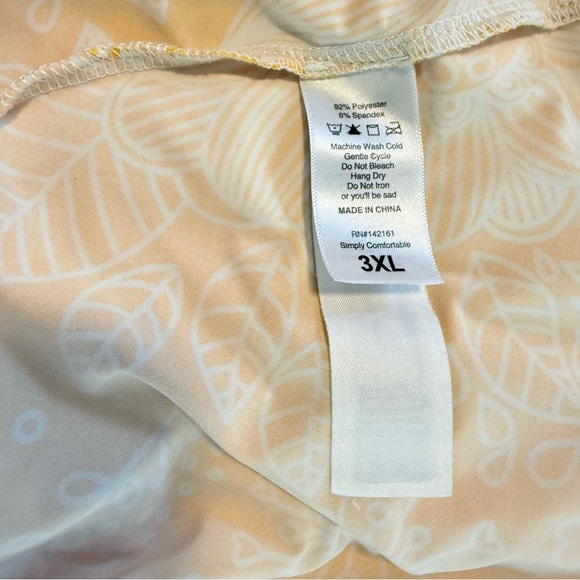 92% Polyester
8% Spandex
Machine Wash Cold
Gentle Cycle
Do Not Bleach
Hang Dry
Do Not Iron
or you'll be sad
MADE IN CHINA
RN#142161
Simply Comfortable
3XL